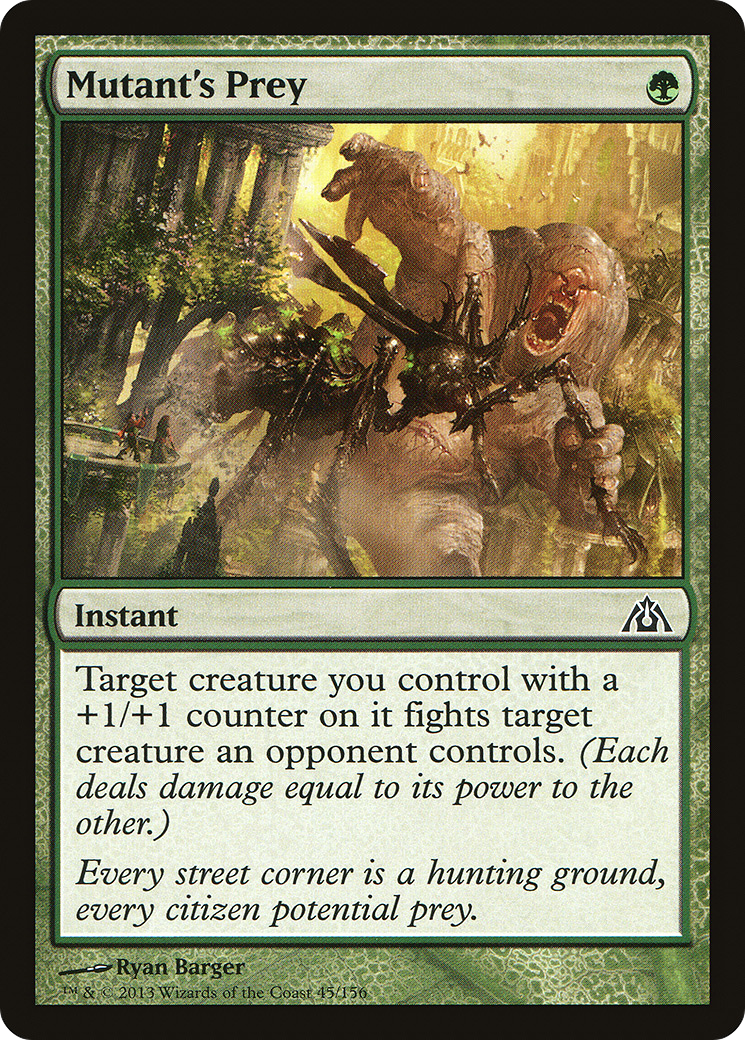 Mutant's Prey
Instant
Target creature you control with a
+1/+1 counter on it fights target
creature an opponent controls. (Each
deals damage equal to its power to the
other.)
Every street corner is a hunting ground,
every citizen potential prey.
Ryan Barger
™ & © 2013 Wizards of the Coast 45/156